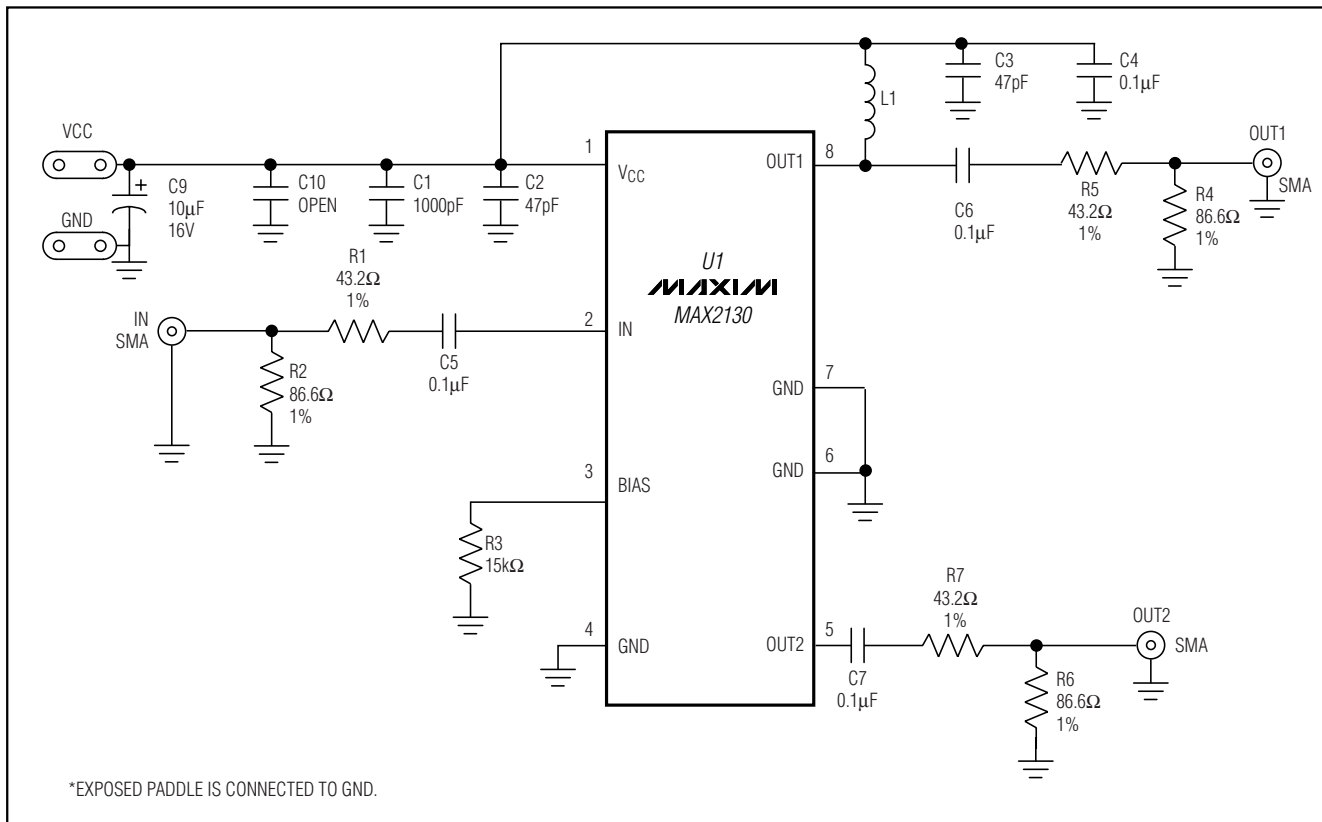 C3
47pF
C4
0.1µF
L1
VCC
C9
10µF
16V
+
GND
C10
OPEN
C1
1000pF
C2
47pF
1
VCC
OUT1
8
C6
0.1µF
R5
43.2Ω
1%
R4
86.6Ω
1%
OUT1
SMA
U1
MAXIM
MAX2130
IN
SMA
R1
43.2Ω
1%
R2
86.6Ω
1%
C5
0.1µF
2
IN
7
GND
6
GND
3
BIAS
R3
15kΩ
4
GND
OUT2
5
C7
0.1µF
R7
43.2Ω
1%
R6
86.6Ω
1%
OUT2
SMA
*EXPOSED PADDLE IS CONNECTED TO GND.